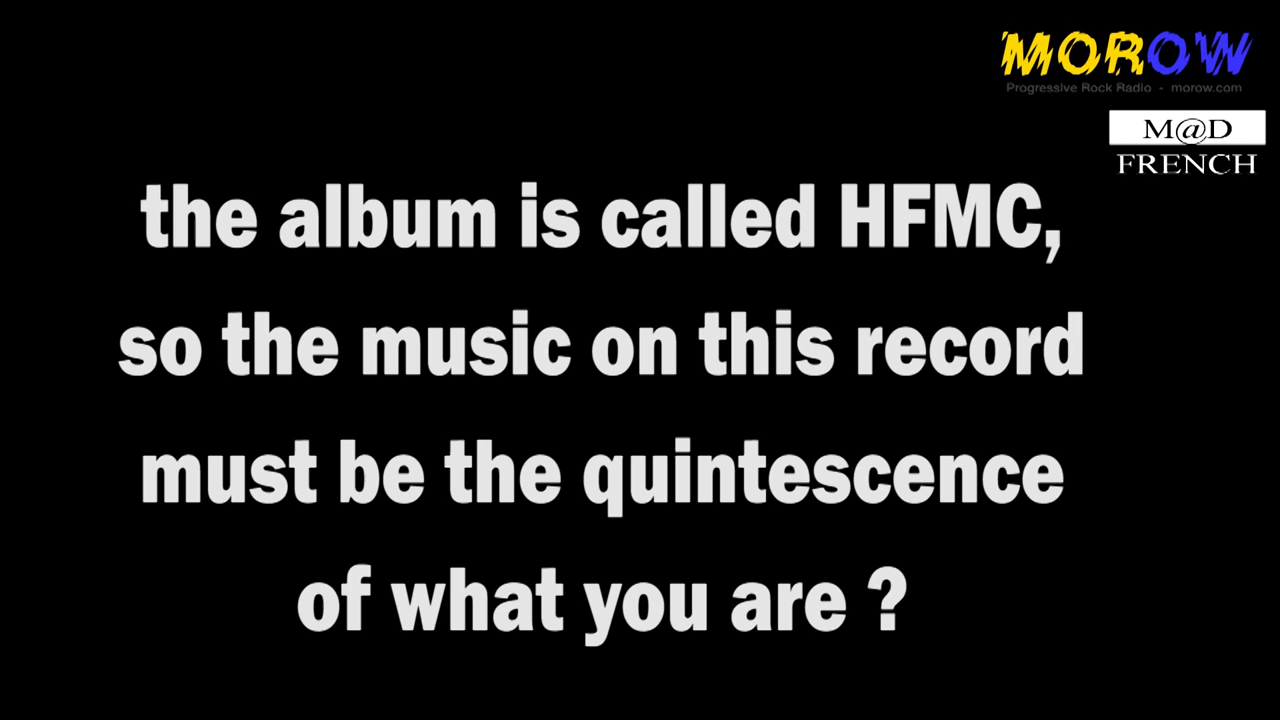 MOROW
Progressive Rock Radio - morow.com
M@D
FRENCH
the album is called HFMC,
so the music on this record
must be the quintescence
of what you are ?